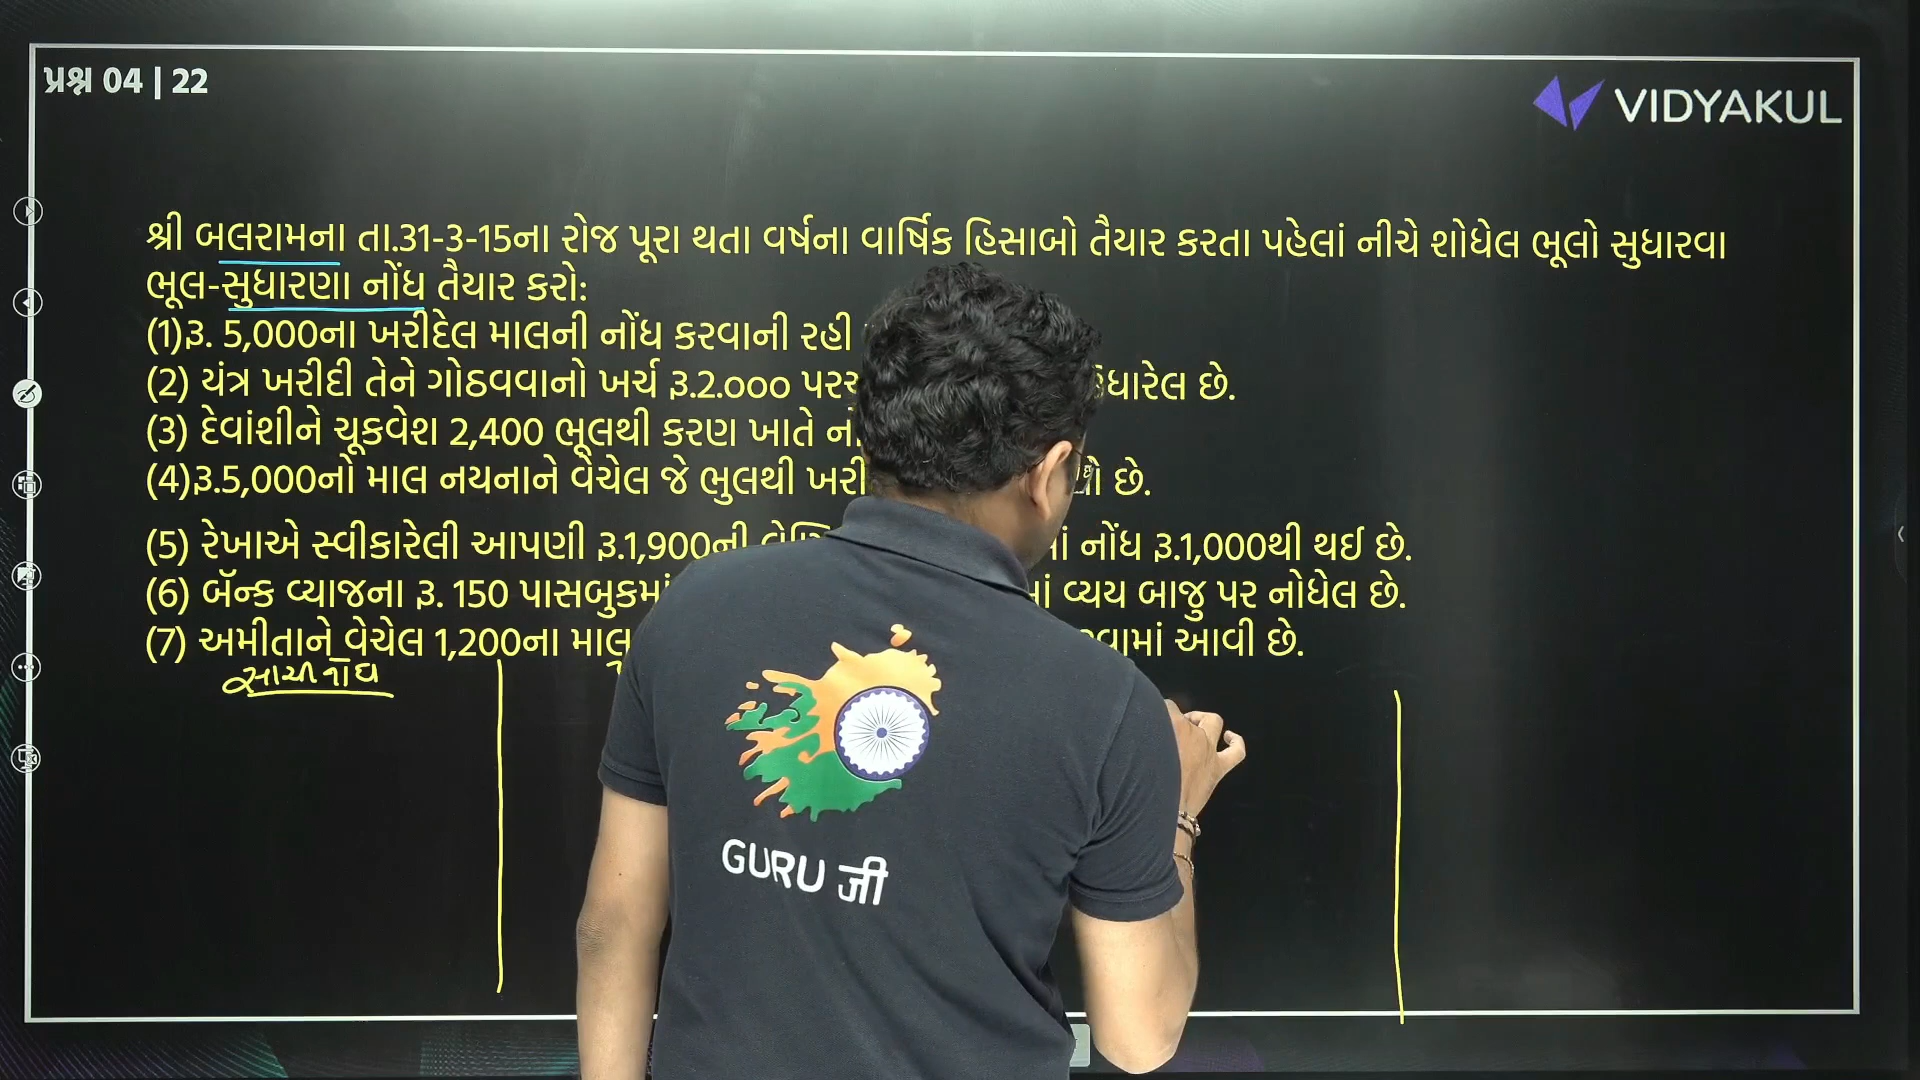 પ્રશ્ન 04 | 22
VIDYAKUL
શ્રી બલરામના તા.31-3-15ના રોજ પૂરા થતા વર્ષના વાર્ષિક હિસાબો તૈયાર કરતા પહેલાં નીચે શોધેલ ભૂલો સુધારવા
ભૂલ-સુધારણા નોંધ તૈયાર કરો:
(1)રૂ. 5,000ના ખરીદેલ માલની નોંધ કરવાની રહી
(2) યંત્ર ખરીદી તેને ગોઠવવાનો ખર્ચ રૂ.2.000 છે.
(3) દેવાંશીને ચૂકવેશ 2,400 ભૂલથી કરણ ખાતે
(4)રૂ.5,000નો માલ નયનાને વેચેલ જે ભુલથી છે.
(5) રેખાએ સ્વીકારેલી આપણી રૂ.1,900ની નોંધ રૂ.1,000થી થઈ છે.
(6) બૅન્ક વ્યાજના રૂ. 150 પાસબુકમાં વ્યય બાજુ પર નોધેલ છે.
(7) અમીતાને વેચેલ 1,200ના આવી છે.
સાચી નોંધ
GURU જી